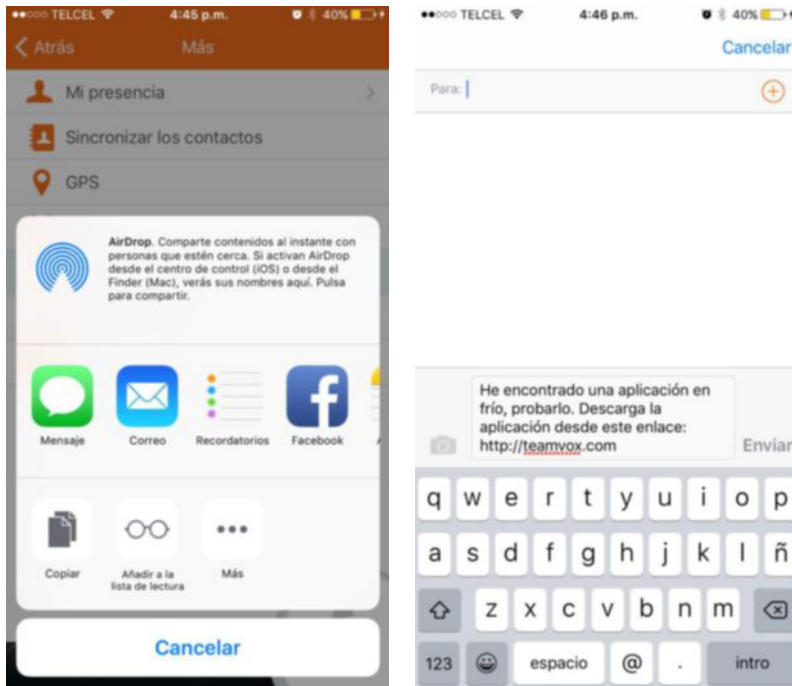 TELCEL 4:45 p.m. 40%
Atrás Más
Mi presencia
Sincronizar los contactos
GPS
AirDrop. Comparte contenidos al instante con
personas que estén cerca. Si activan AirDrop
desde el centro de control (iOS) o desde el
Finder (Mac), verás sus nombres aquí. Pulsa
para compartir.
Mensaje Correo Recordatorios Facebook
Copiar Añadir a la
lista de lectura Más
Cancelar
TELCEL 4:46 p.m. 40%
Cancelar
Para:
He encontrado una aplicación en
frío, probarlo. Descarga la
aplicación desde este enlace:
http://teamvox.com
Enviar
q w e r t y u i o p
a s d f g h j k l ñ
z x c v b n m
123 espacio @ . intro